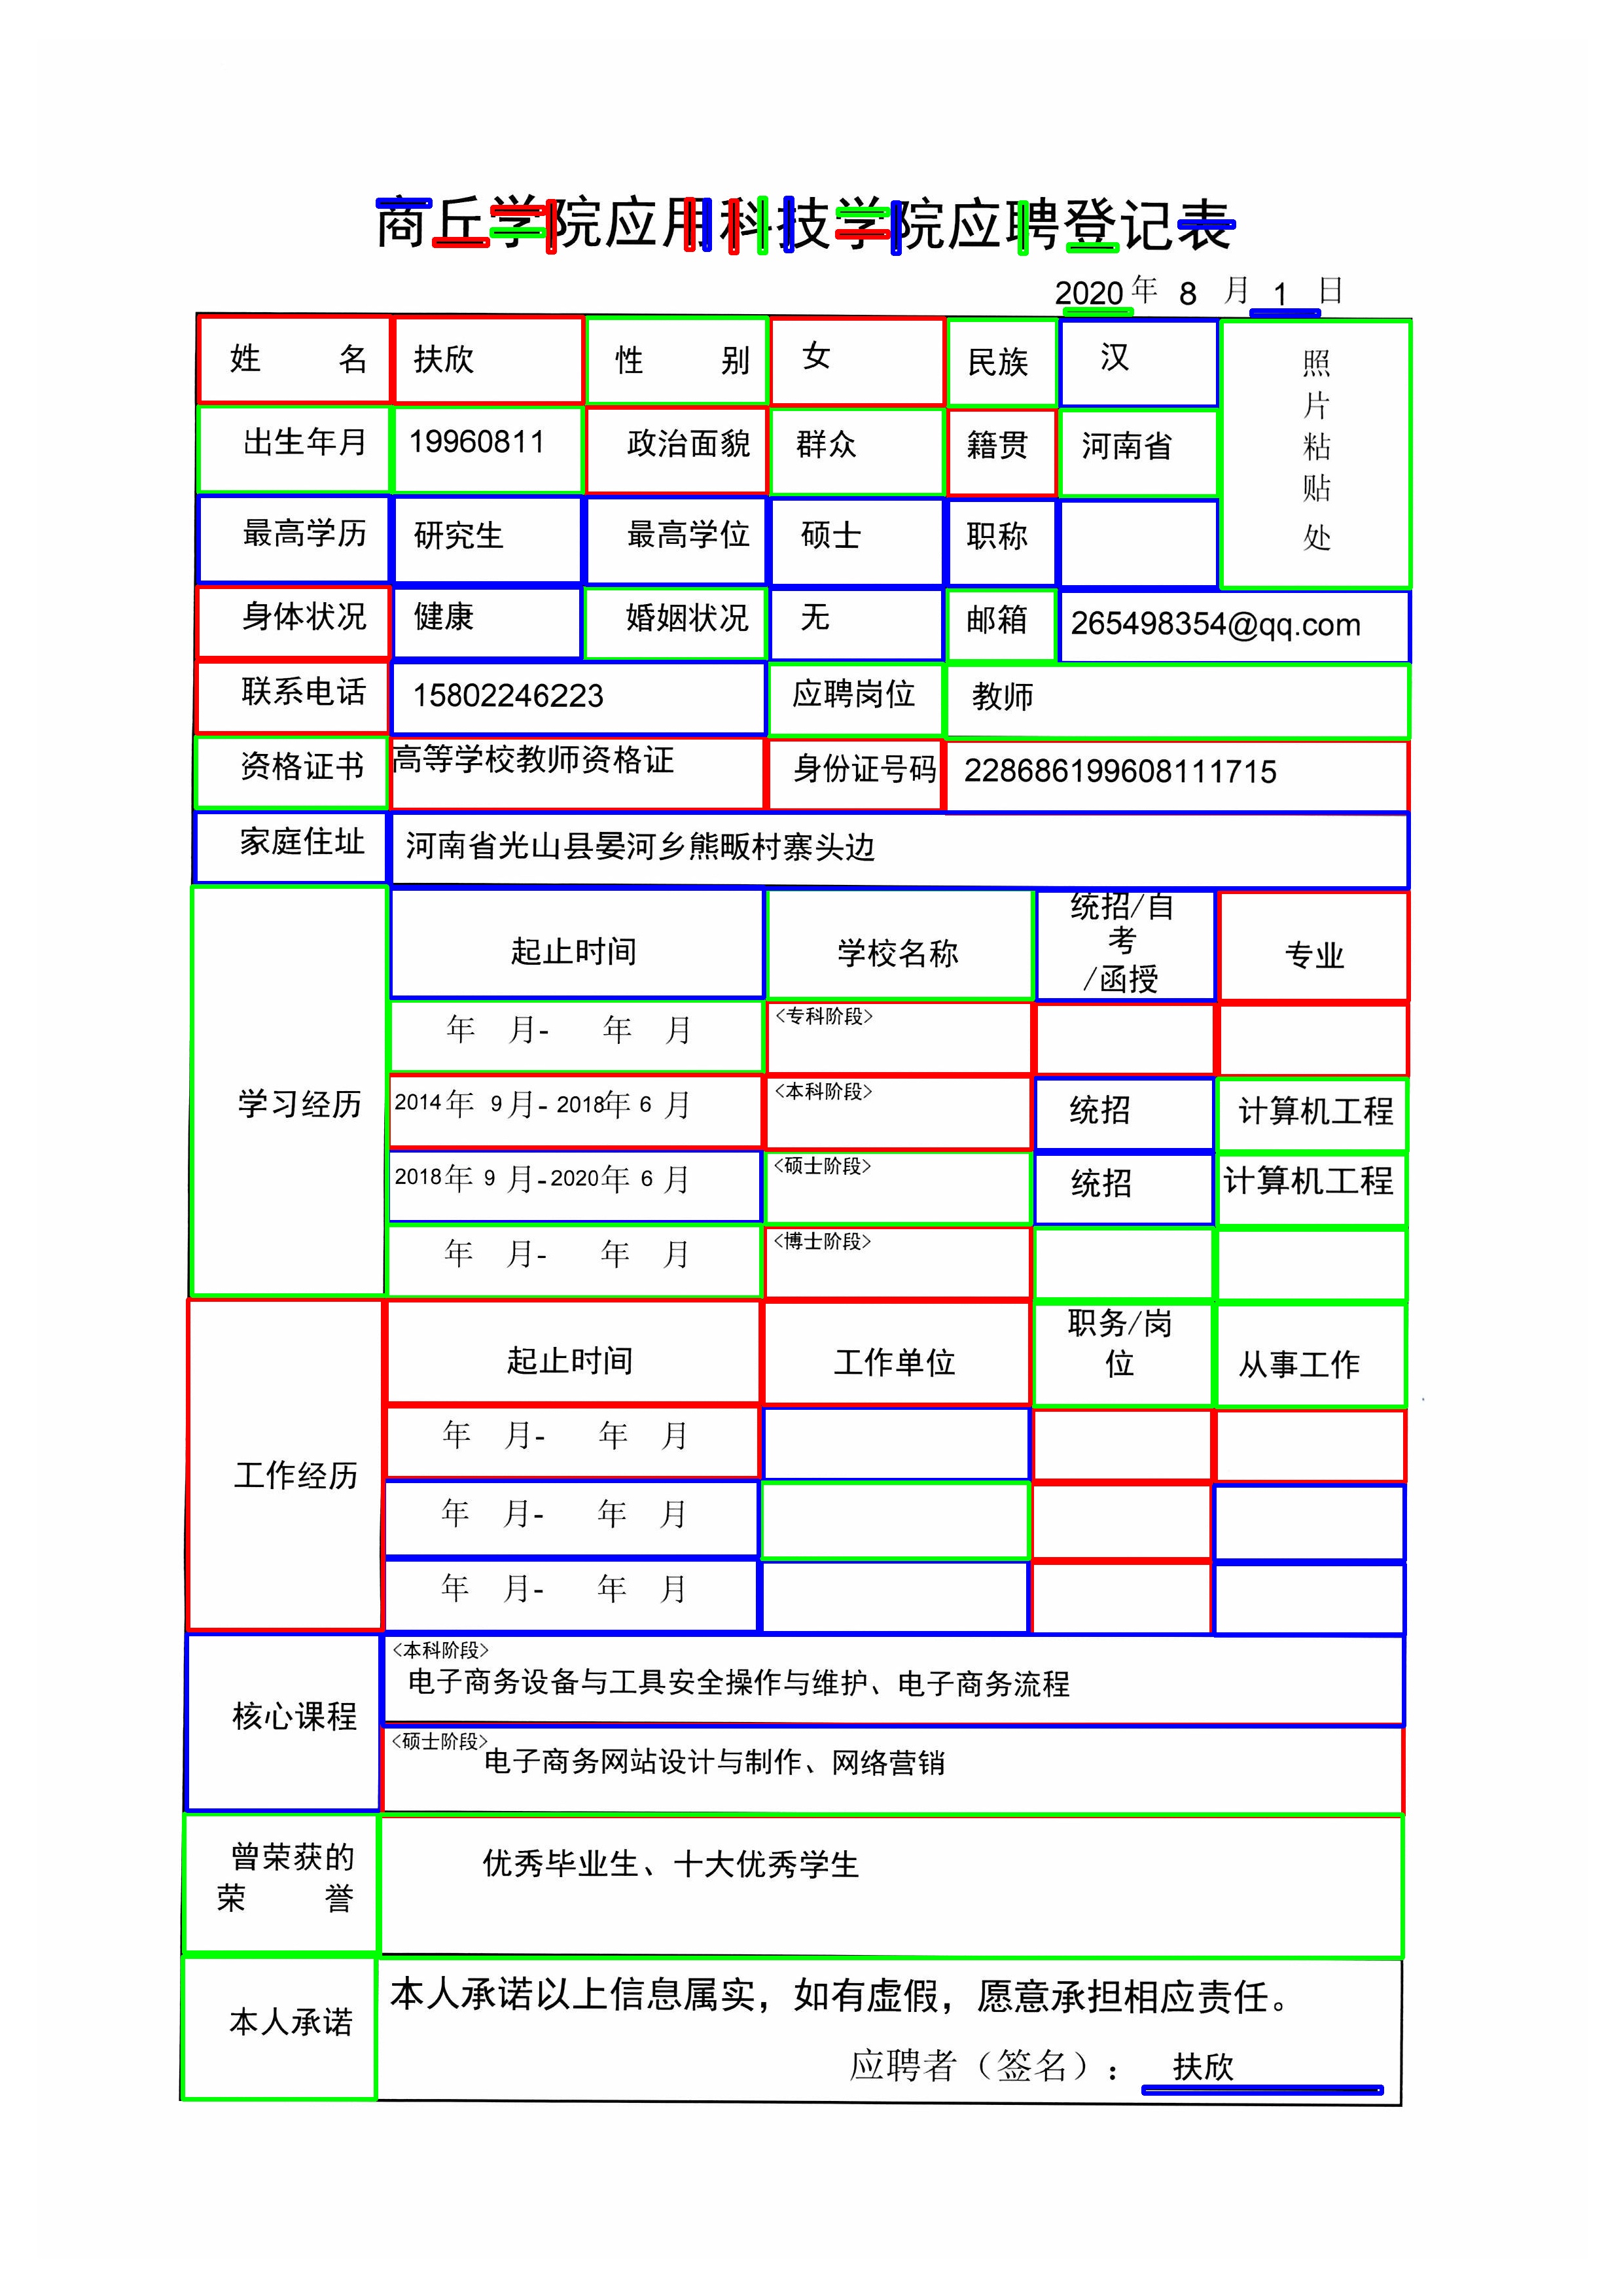 商丘学院应用科技学院应聘登记表
2020 年 8 月 1 日
姓 名 扶欣 性 别 女 民族 汉 照片粘贴处
出生年月 19960811 政治面貌 群众 籍贯 河南省
最高学历 研究生 最高学位 硕士 职称
身体状况 健康 婚姻状况 无 邮箱 265498354@qq.com
联系电话 15802246223 应聘岗位 教师
资格证书 高等学校教师资格证 身份证号码 228686199608111715
家庭住址 河南省光山县晏河乡熊畈村寨头边
学习经历 起止时间 学校名称 统招/自考/函授 专业
年 月- 年 月 <专科阶段>
2014年 9月- 2018年 6 月 <本科阶段> 统招 计算机工程
2018年 9 月-2020年 6 月 <硕士阶段> 统招 计算机工程
年 月- 年 月 <博士阶段>
工作经历 起止时间 工作单位 职务/岗位 从事工作
年 月- 年 月
年 月- 年 月
年 月- 年 月
核心课程 <本科阶段>
电子商务设备与工具安全操作与维护、电子商务流程
<硕士阶段>
电子商务网站设计与制作、网络营销
曾荣获的荣 誉 优秀毕业生、十大优秀学生
本人承诺 本人承诺以上信息属实，如有虚假，愿意承担相应责任。
应聘者（签名）： 扶欣